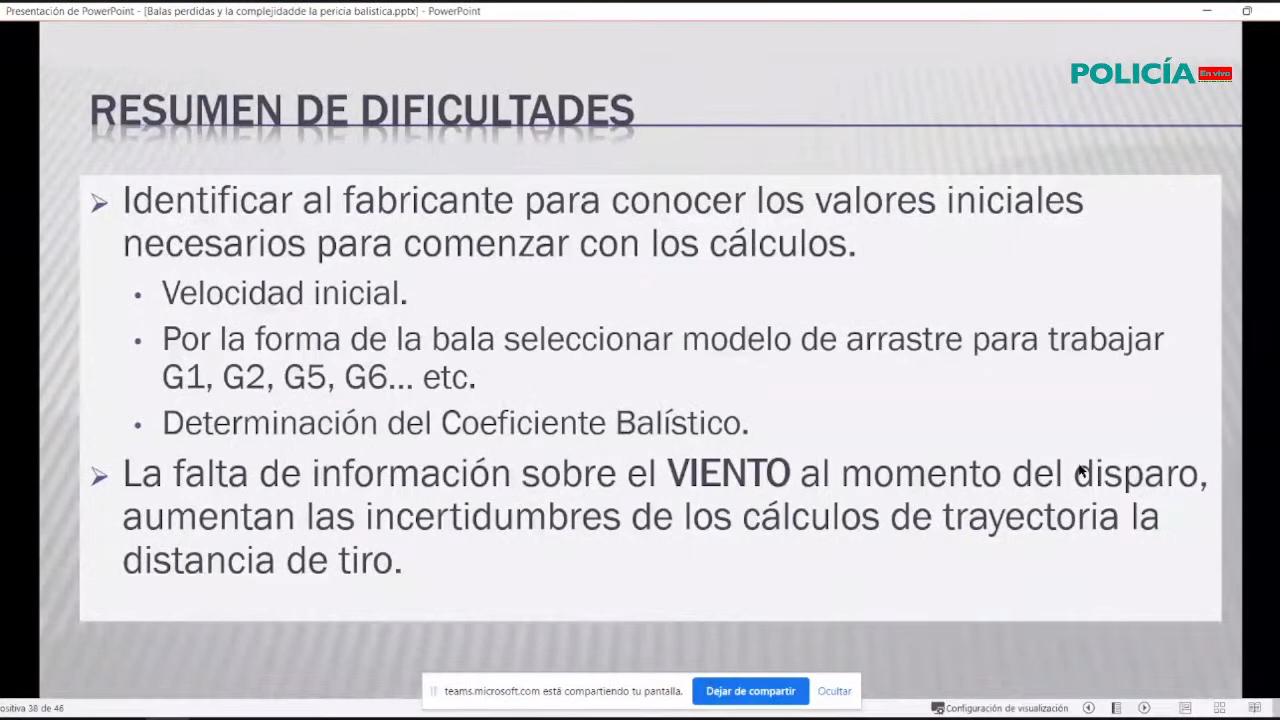 Presentación de PowerPoint - [Balas perdidas y la complejidadde la pericia balistica.pptx] - PowerPoint
POLICÍA En vivo
RESUMEN DE DIFICULTADES
Identificar al fabricante para conocer los valores iniciales
necesarios para comenzar con los cálculos.
Velocidad inicial.
Por la forma de la bala seleccionar modelo de arrastre para trabajar
G1, G2, G5, G6... etc.
Determinación del Coeficiente Balístico.
La falta de información sobre el VIENTO al momento del disparo,
aumentan las incertidumbres de los cálculos de trayectoria la
distancia de tiro.
teams.microsoft.com está compartiendo tu pantalla. Dejar de compartir Ocultar
ositiva 38 de 46 Configuración de visualización